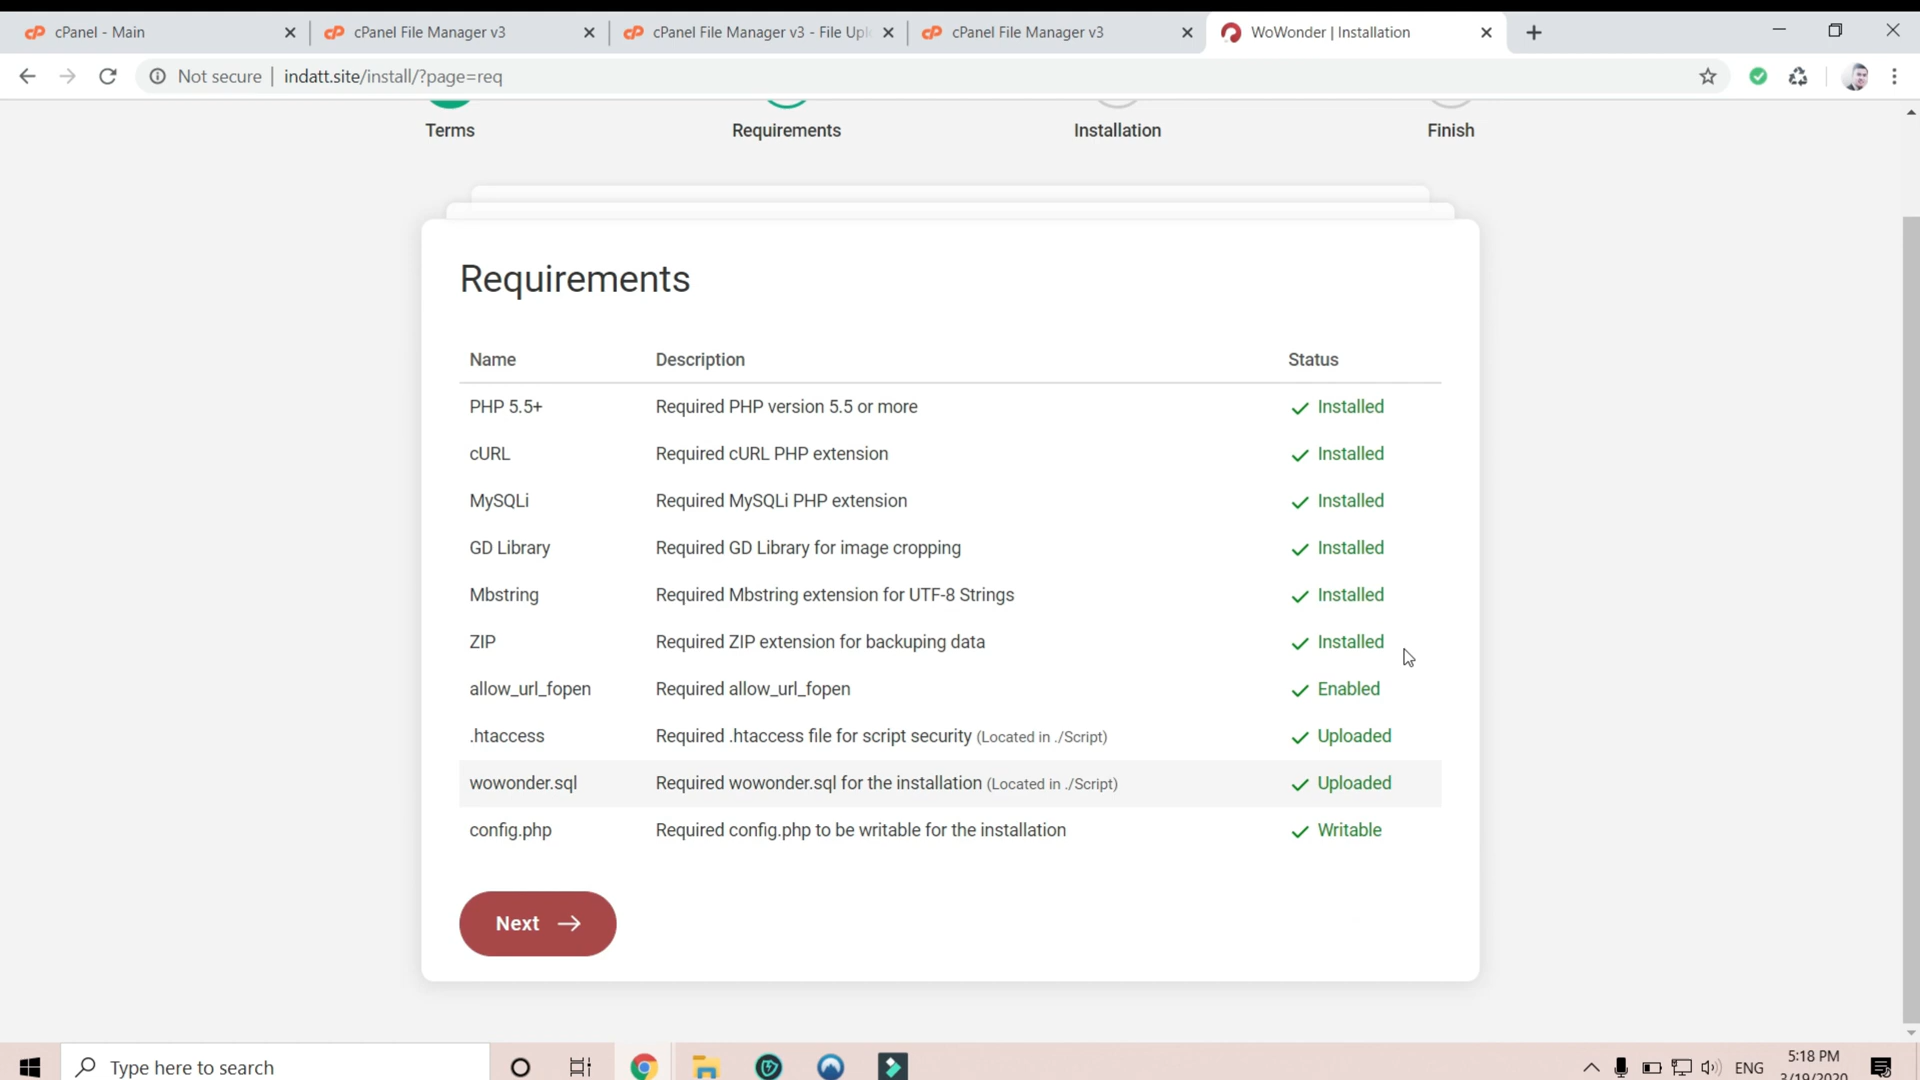 cPanel - Main
cPanel File Manager v3
cPanel File Manager v3 - File Upl
cPanel File Manager v3
WoWonder | Installation
Not secure | indatt.site/install/?page=req
Terms
Requirements
Installation
Finish
Requirements
Name Description Status
PHP 5.5+ Required PHP version 5.5 or more Installed
cURL Required cURL PHP extension Installed
MySQLi Required MySQLi PHP extension Installed
GD Library Required GD Library for image cropping Installed
Mbstring Required Mbstring extension for UTF-8 Strings Installed
ZIP Required ZIP extension for backuping data Installed
allow_url_fopen Required allow_url_fopen Enabled
.htaccess Required .htaccess file for script security (Located in ./Script) Uploaded
wowonder.sql Required wowonder.sql for the installation (Located in ./Script) Uploaded
config.php Required config.php to be writable for the installation Writable
Next
Type here to search
ENG
5:18 PM
3/19/2020